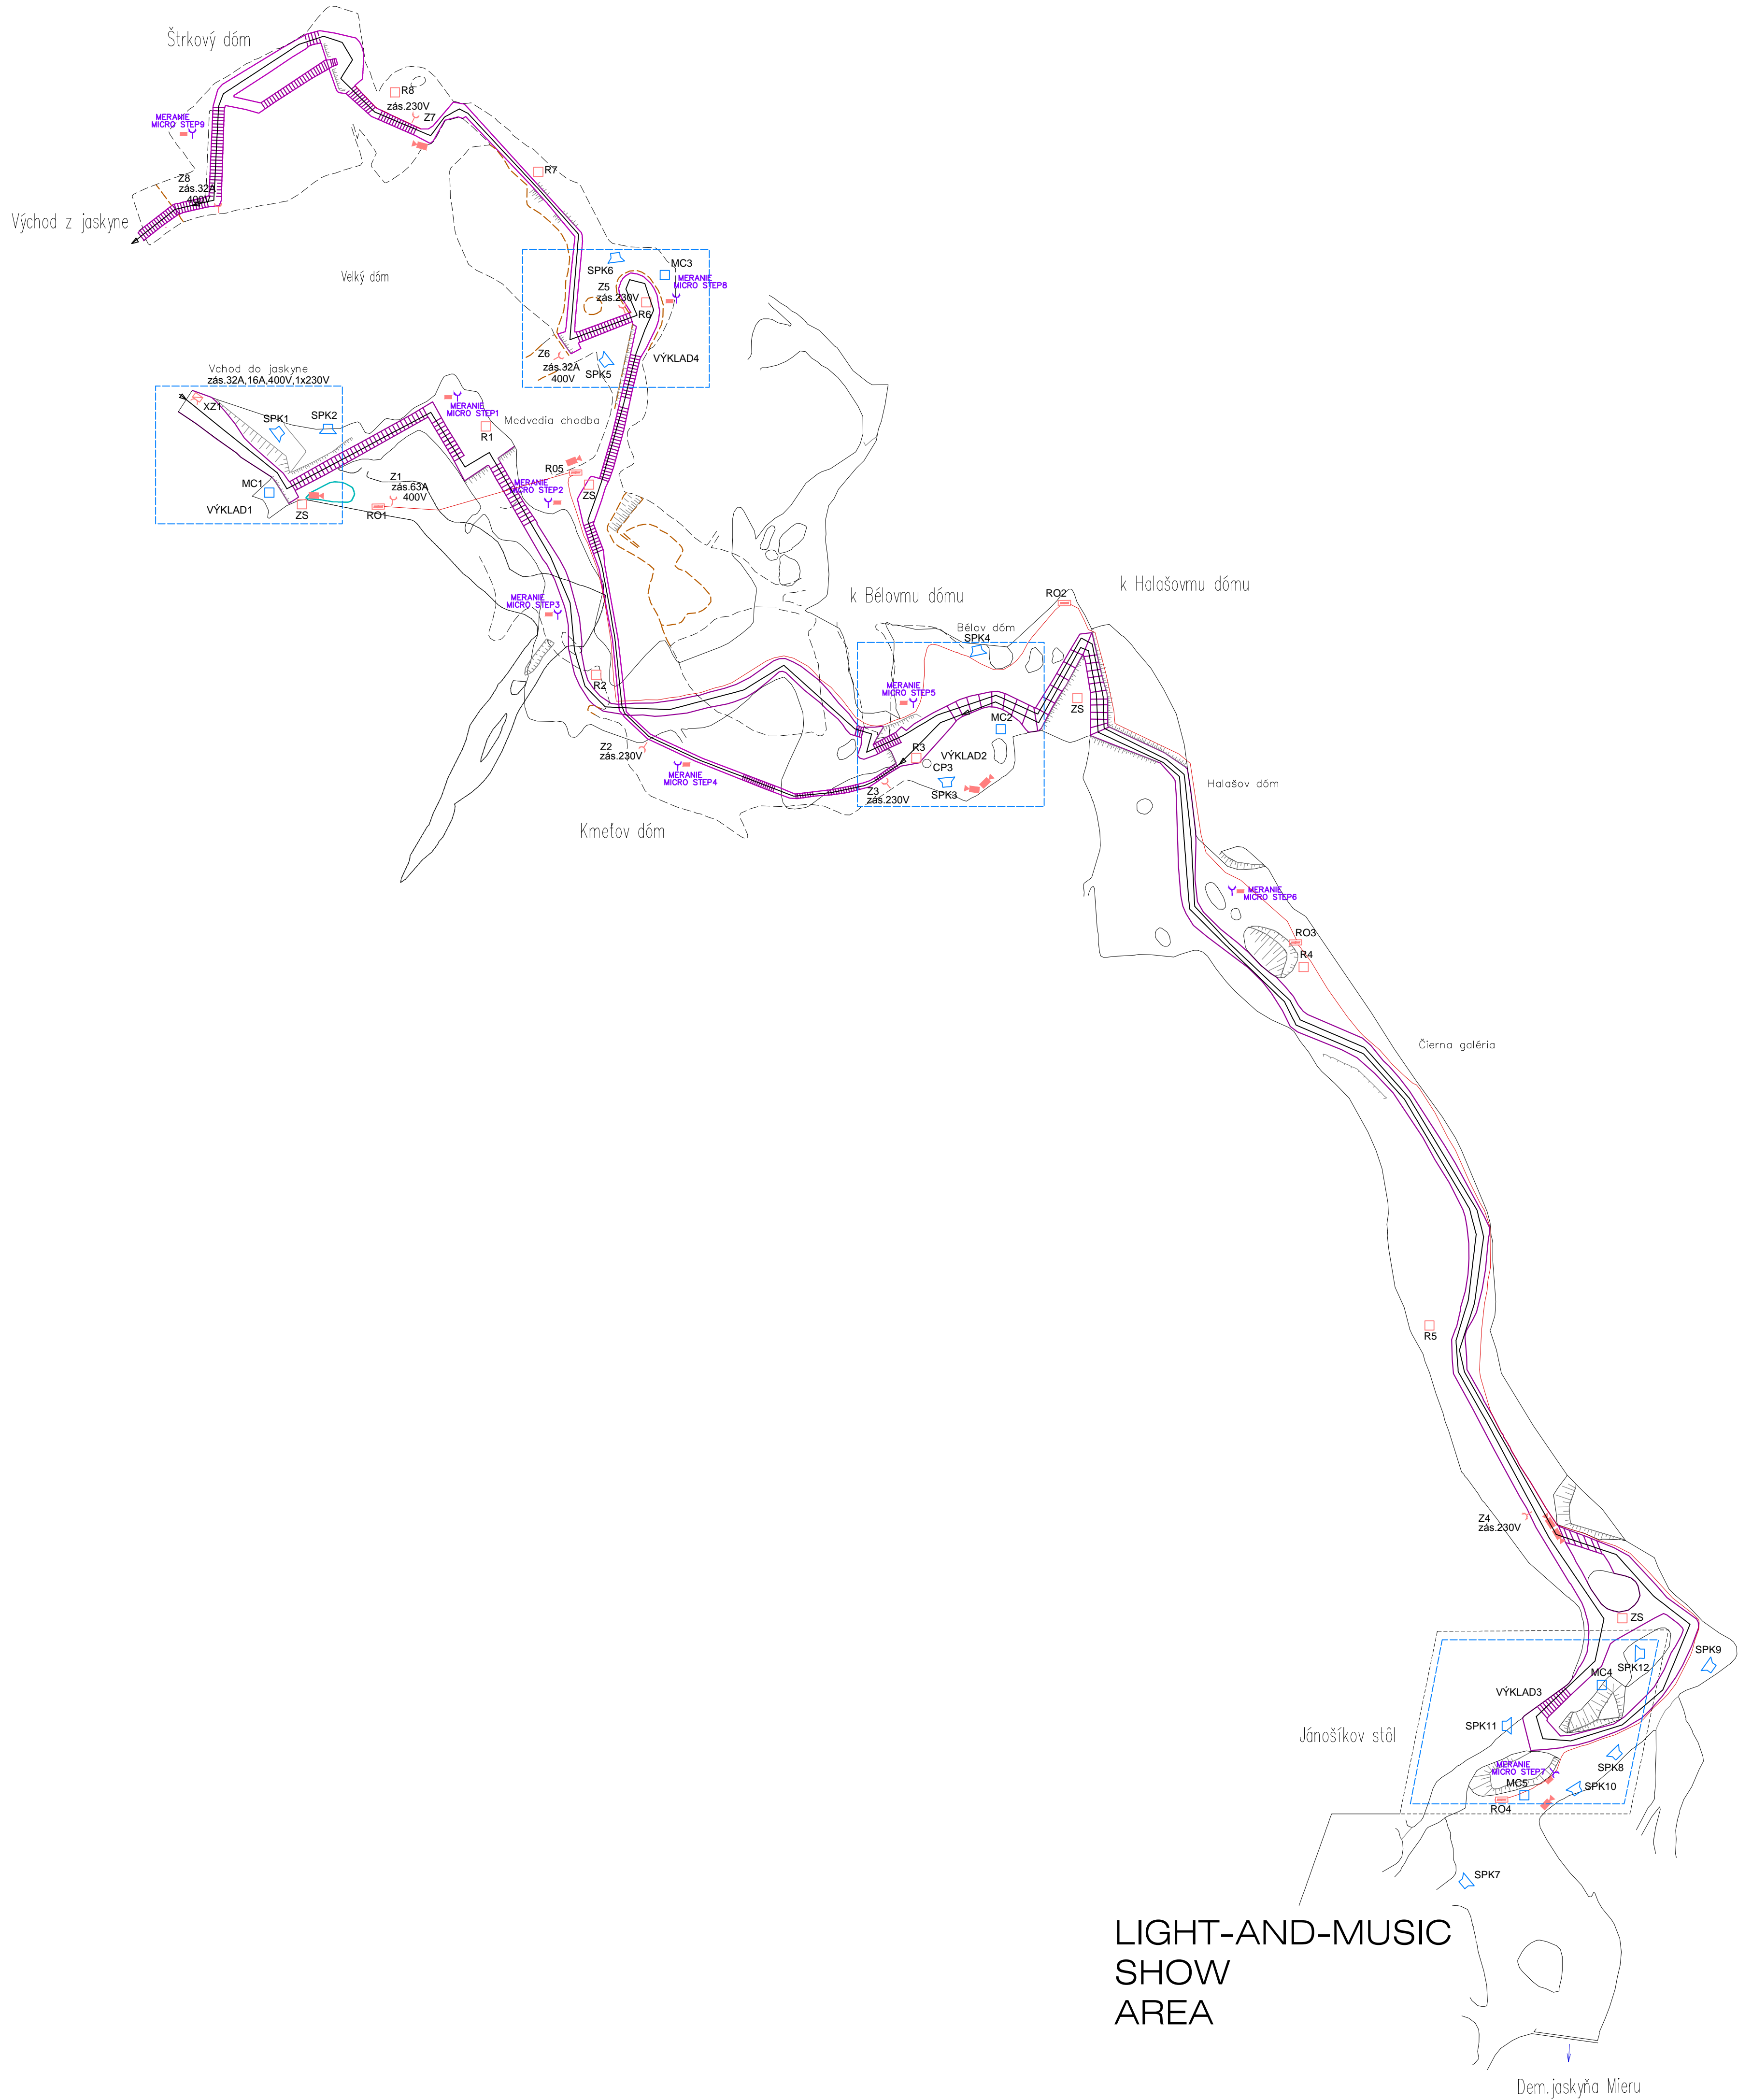 Štrkový dóm
R8
zás.230V
Z7
MERANIE
MICRO STEP9
R7
Z8
zás.32A
400V
Východ z jaskyne
SPK6
MC3
Velký dóm
MERANIE
MICRO STEP8
Z5
zás.230V
R6
Z6
VÝKLAD4
zás.32A
400V
SPK5
Vchod do jaskyne
zás.32A,16A,400V,1x230V
XZ1
SPK1
SPK2
MERANIE
MICRO STEP1
Medvedia chodba
R1
R05
Z1
zás.63A
400V
MC1
MERANIE
MICRO STEP2
ZS
VÝKLAD1
ZS
RO1
k Halašovmu dómu
RO2
k Bélovmu dómu
MERANIE
MICRO STEP3
Bélov dóm
SPK4
R2
MERANIE
MICRO STEP5
ZS
MC2
Z2
zás.230V
R3
VÝKLAD2
CP3
MERANIE
MICRO STEP4
Z3
zás.230V
SPK3
Halašov dóm
Kmeťov dóm
MERANIE
MICRO STEP6
RO3
R4
Čierna galéria
R5
Z4
zás.230V
ZS
SPK9
SPK12
MC4
VÝKLAD3
SPK11
Jánošíkov stôl
SPK8
MERANIE
MICRO STEP7
MC5
SPK10
RO4
SPK7
LIGHT-AND-MUSIC
SHOW
AREA
Dem.jaskyňa Mieru